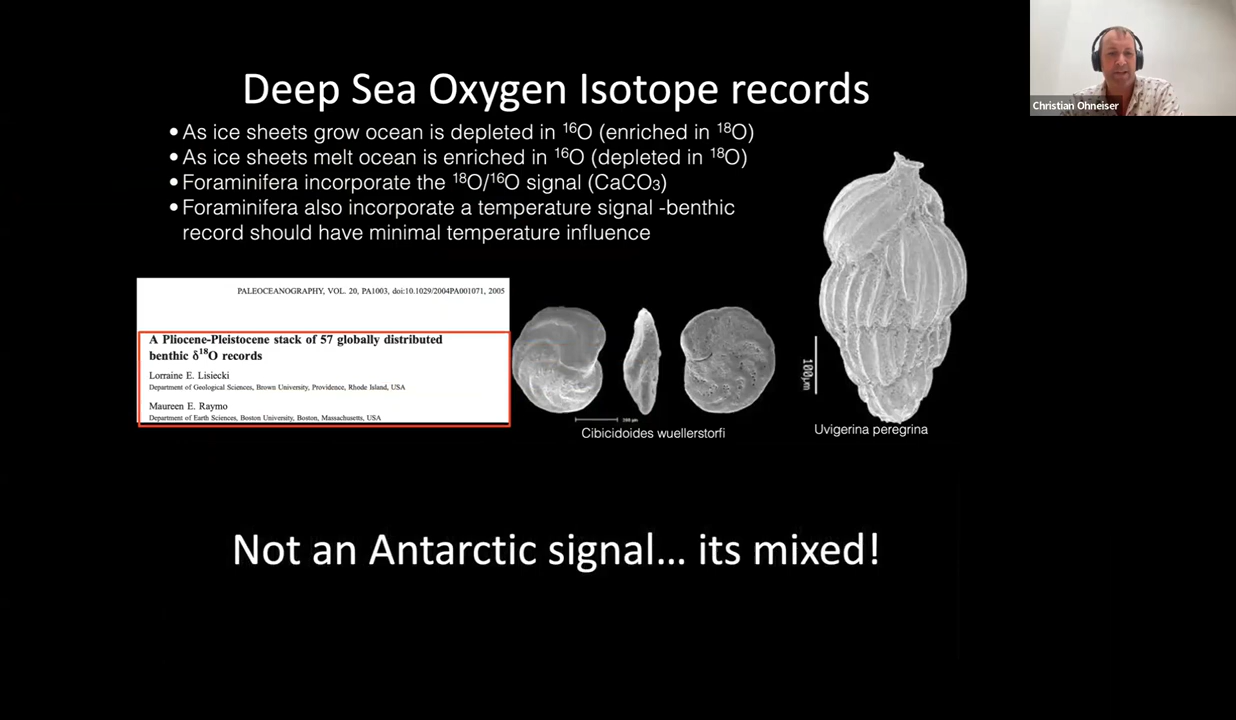 Deep Sea Oxygen Isotope records
• As ice sheets grow ocean is depleted in ¹⁶O (enriched in ¹⁸O)
• As ice sheets melt ocean is enriched in ¹⁶O (depleted in ¹⁸O)
• Foraminifera incorporate the ¹⁸O/¹⁶O signal (CaCO₃)
• Foraminifera also incorporate a temperature signal -benthic
record should have minimal temperature influence
Christian Ohneiser
PALEOCEANOGRAPHY, VOL. 20, PA1003, doi:10.1029/2004PA001071, 2005
A Pliocene-Pleistocene stack of 57 globally distributed
benthic δ¹⁸O records
Lorraine E. Lisiecki
Department of Geological Sciences, Brown University, Providence, Rhode Island, USA
Maureen E. Raymo
Department of Earth Sciences, Boston University, Boston, Massachusetts, USA
Cibicidoides wuellerstorfi
100µm
Uvigerina peregrina
Not an Antarctic signal... its mixed!